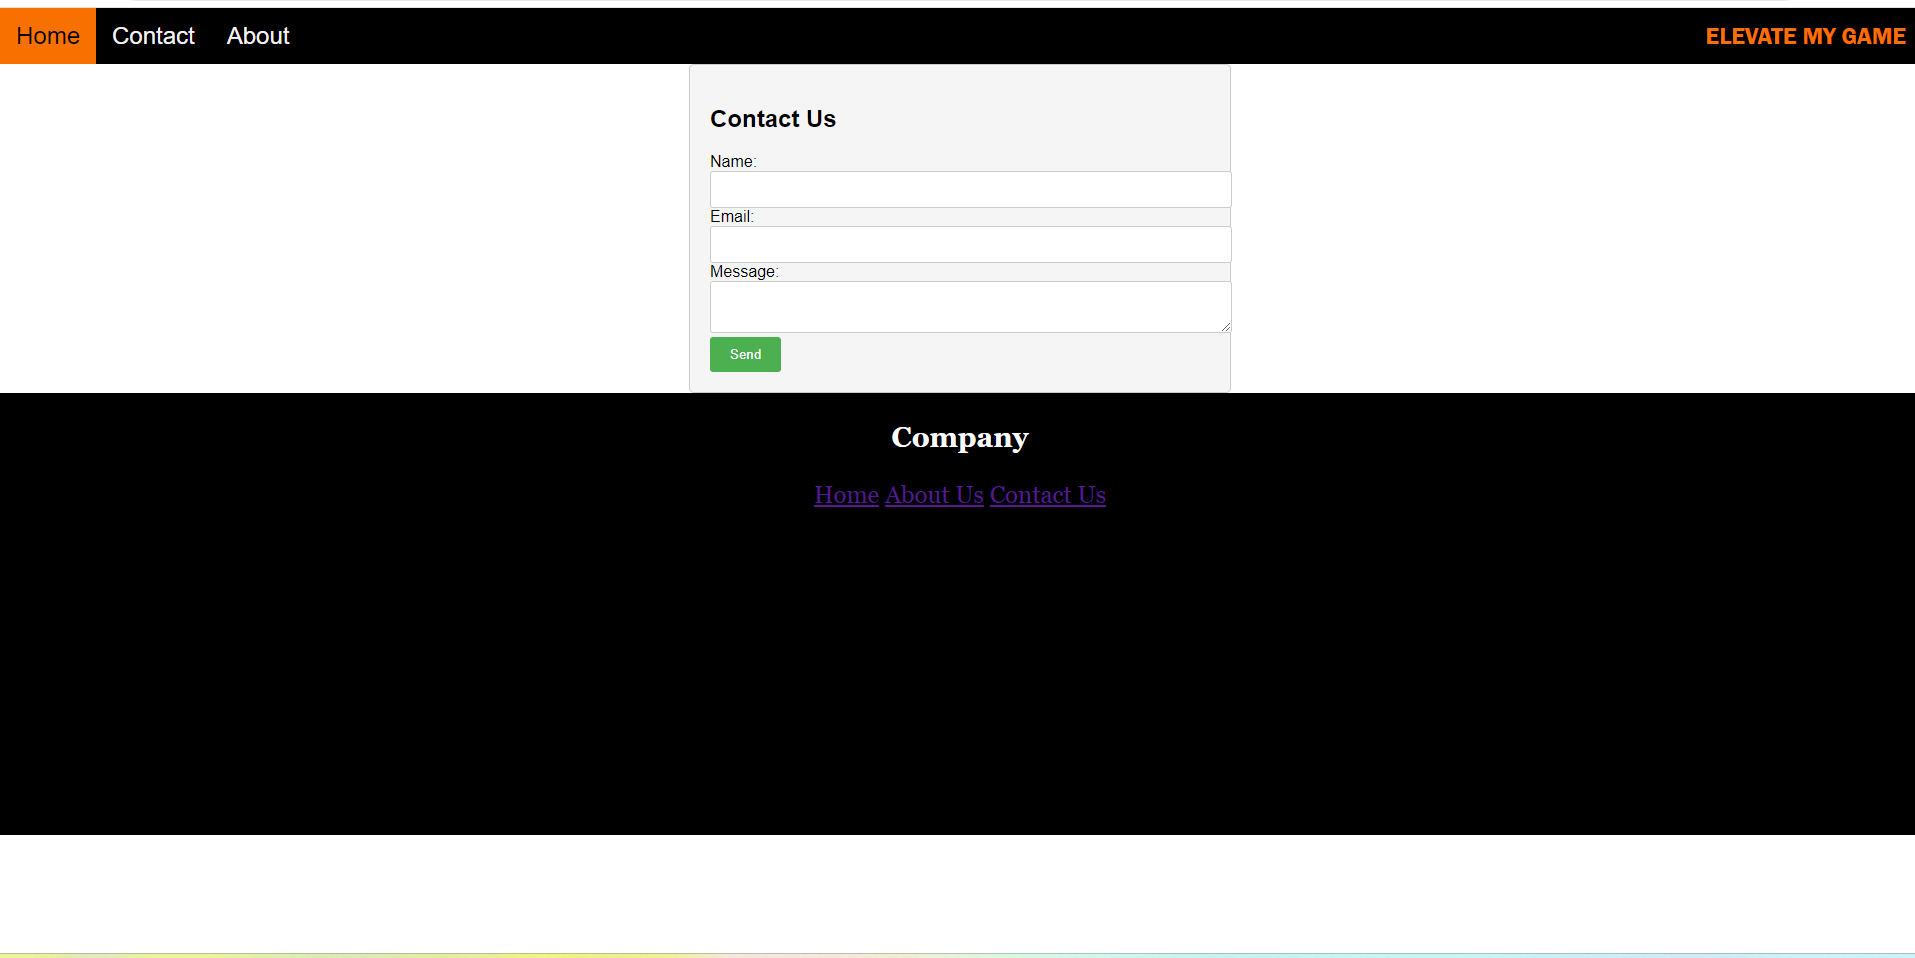 Home Contact About ELEVATE MY GAME
Contact Us
Name:
Email:
Message:
Send
Company
Home About Us Contact Us